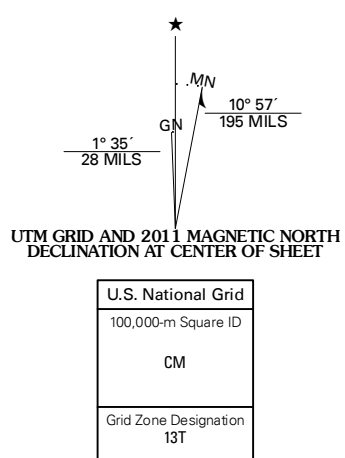 ★
MN
10° 57´
195 MILS
GN
1° 35´
28 MILS
UTM GRID AND 2011 MAGNETIC NORTH
DECLINATION AT CENTER OF SHEET
U.S. National Grid
100,000-m Square ID
CM
Grid Zone Designation
13T